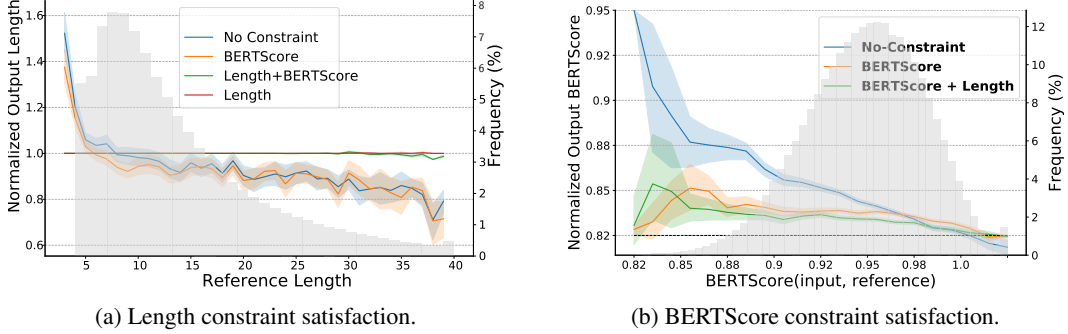 Normalized Output Length
1.6
1.4
1.2
1.0
0.8
0.6
No Constraint
BERTScore
Length+BERTScore
Length
8
7
6
5
4
3
2
1
0
Frequency (%)
5 10 15 20 25 30 35 40
Reference Length
(a) Length constraint satisfaction.
Normalized Output BERTScore
0.95
0.92
0.9
0.88
0.85
0.82
No-Constraint
BERTScore
BERTScore + Length
12
10
8
6
4
2
0
Frequency (%)
0.82 0.85 0.88 0.9 0.92 0.95 0.98 1.0
BERTScore(input, reference)
(b) BERTScore constraint satisfaction.